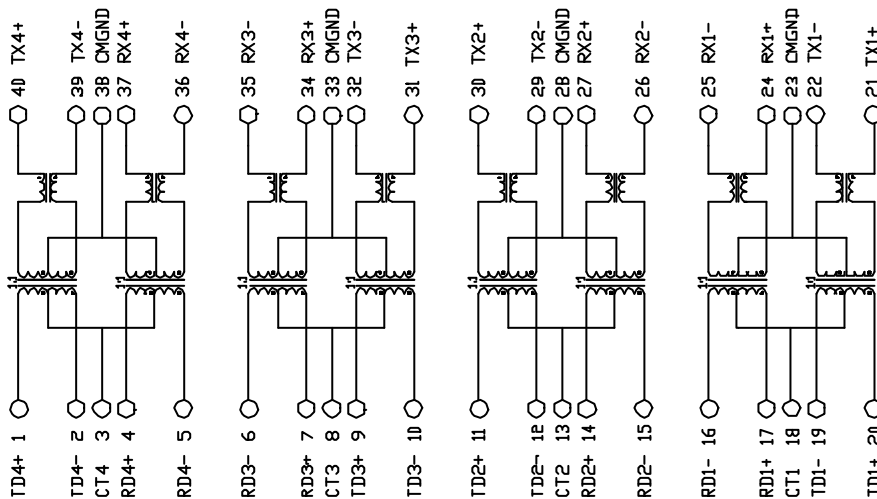 40 TX4+
39 TX4-
38 CMGND
37 RX4+
36 RX4-
35 RX3-
34 RX3+
33 CMGND
32 TX3-
31 TX3+
30 TX2+
29 TX2-
28 CMGND
27 RX2+
26 RX2-
25 RX1-
24 RX1+
23 CMGND
22 TX1-
21 TX1+
1:1
1:1
1:1
1:1
1:1
1:1
1:1
1:1
TD4+ 1
TD4- 2
CT4 3
RD4+ 4
RD4- 5
RD3- 6
RD3+ 7
CT3 8
TD3+ 9
TD3- 10
TD2+ 11
TD2- 12
CT2 13
RD2+ 14
RD2- 15
RD1- 16
RD1+ 17
CT1 18
TD1- 19
TD1+ 20